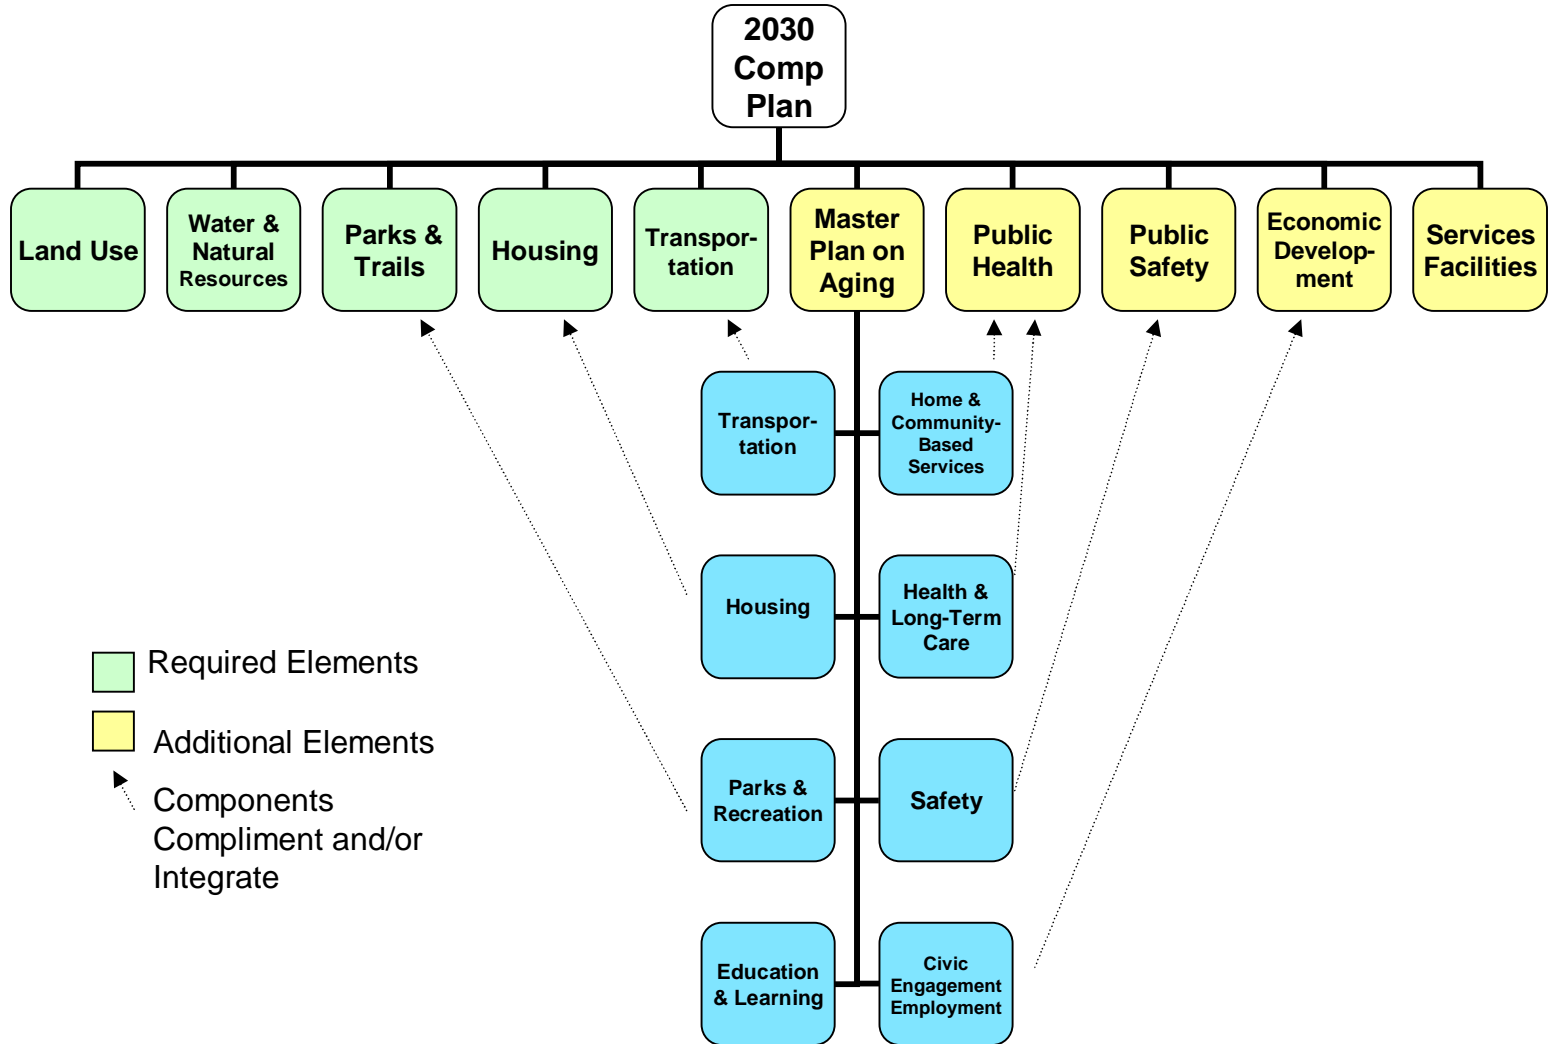 2030
Comp
Plan
Land Use
Water &
Natural
Resources
Parks &
Trails
Housing
Transpor-
tation
Master
Plan on
Aging
Public
Health
Public
Safety
Economic
Develop-
ment
Services
Facilities
Transpor-
tation
Home &
Community-
Based
Services
Housing
Health &
Long-Term
Care
Parks &
Recreation
Safety
Education
& Learning
Civic
Engagement
Employment
Required Elements
Additional Elements
Components
Compliment and/or
Integrate